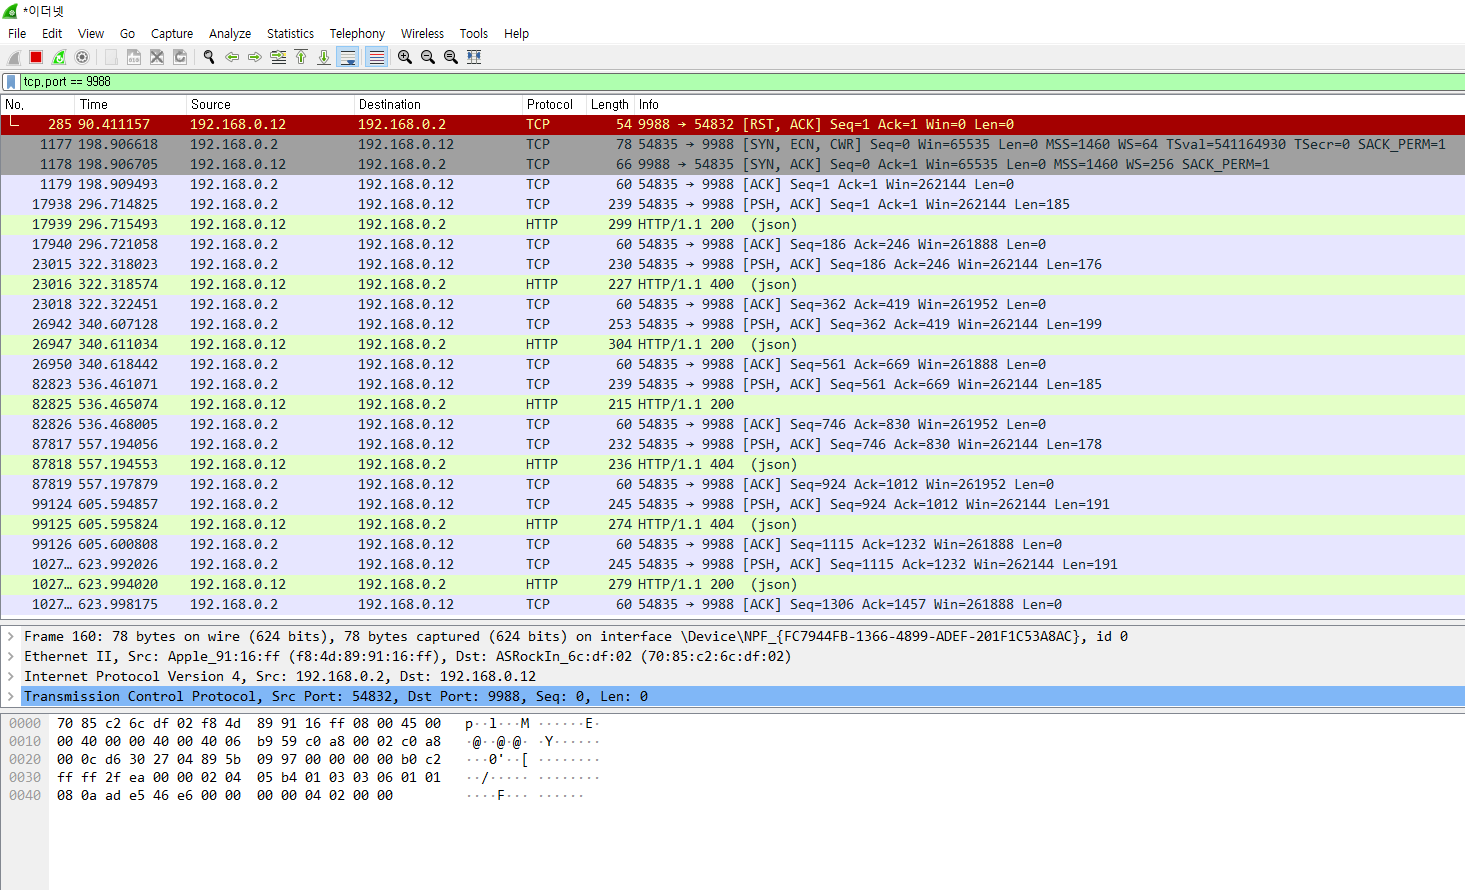 *이더넷
File Edit View Go Capture Analyze Statistics Telephony Wireless Tools Help
tcp.port == 9988
No. Time Source Destination Protocol Length Info
285 90.411157 192.168.0.12 192.168.0.2 TCP 54 9988 → 54832 [RST, ACK] Seq=1 Ack=1 Win=0 Len=0
1177 198.906618 192.168.0.2 192.168.0.12 TCP 78 54835 → 9988 [SYN, ECN, CWR] Seq=0 Win=65535 Len=0 MSS=1460 WS=64 TSval=541164930 TSecr=0 SACK_PERM=1
1178 198.906705 192.168.0.12 192.168.0.2 TCP 66 9988 → 54835 [SYN, ACK] Seq=0 Ack=1 Win=65535 Len=0 MSS=1460 WS=256 SACK_PERM=1
1179 198.909493 192.168.0.2 192.168.0.12 TCP 60 54835 → 9988 [ACK] Seq=1 Ack=1 Win=262144 Len=0
17938 296.714825 192.168.0.2 192.168.0.12 TCP 239 54835 → 9988 [PSH, ACK] Seq=1 Ack=1 Win=262144 Len=185
17939 296.715493 192.168.0.12 192.168.0.2 HTTP 299 HTTP/1.1 200 (json)
17940 296.721058 192.168.0.2 192.168.0.12 TCP 60 54835 → 9988 [ACK] Seq=186 Ack=246 Win=261888 Len=0
23015 322.318023 192.168.0.2 192.168.0.12 TCP 230 54835 → 9988 [PSH, ACK] Seq=186 Ack=246 Win=262144 Len=176
23016 322.318574 192.168.0.12 192.168.0.2 HTTP 227 HTTP/1.1 400 (json)
23018 322.322451 192.168.0.2 192.168.0.12 TCP 60 54835 → 9988 [ACK] Seq=362 Ack=419 Win=261952 Len=0
26942 340.607128 192.168.0.2 192.168.0.12 TCP 253 54835 → 9988 [PSH, ACK] Seq=362 Ack=419 Win=262144 Len=199
26947 340.611034 192.168.0.12 192.168.0.2 HTTP 304 HTTP/1.1 200 (json)
26950 340.618442 192.168.0.2 192.168.0.12 TCP 60 54835 → 9988 [ACK] Seq=561 Ack=669 Win=261888 Len=0
82823 536.461071 192.168.0.2 192.168.0.12 TCP 239 54835 → 9988 [PSH, ACK] Seq=561 Ack=669 Win=262144 Len=185
82825 536.465074 192.168.0.12 192.168.0.2 HTTP 215 HTTP/1.1 200
82826 536.468005 192.168.0.2 192.168.0.12 TCP 60 54835 → 9988 [ACK] Seq=746 Ack=830 Win=261952 Len=0
87817 557.194056 192.168.0.2 192.168.0.12 TCP 232 54835 → 9988 [PSH, ACK] Seq=746 Ack=830 Win=262144 Len=178
87818 557.194553 192.168.0.12 192.168.0.2 HTTP 236 HTTP/1.1 404 (json)
87819 557.197879 192.168.0.2 192.168.0.12 TCP 60 54835 → 9988 [ACK] Seq=924 Ack=1012 Win=261952 Len=0
99124 605.594857 192.168.0.2 192.168.0.12 TCP 245 54835 → 9988 [PSH, ACK] Seq=924 Ack=1012 Win=262144 Len=191
99125 605.595824 192.168.0.12 192.168.0.2 HTTP 274 HTTP/1.1 404 (json)
99126 605.600808 192.168.0.2 192.168.0.12 TCP 60 54835 → 9988 [ACK] Seq=1115 Ack=1232 Win=261888 Len=0
1027… 623.992026 192.168.0.2 192.168.0.12 TCP 245 54835 → 9988 [PSH, ACK] Seq=1115 Ack=1232 Win=262144 Len=191
1027… 623.994020 192.168.0.12 192.168.0.2 HTTP 279 HTTP/1.1 200 (json)
1027… 623.998175 192.168.0.2 192.168.0.12 TCP 60 54835 → 9988 [ACK] Seq=1306 Ack=1457 Win=261888 Len=0
Frame 160: 78 bytes on wire (624 bits), 78 bytes captured (624 bits) on interface \Device\NPF_{FC7944FB-1366-4899-ADEF-201F1C53A8AC}, id 0
Ethernet II, Src: Apple_91:16:ff (f8:4d:89:91:16:ff), Dst: ASRockIn_6c:df:02 (70:85:c2:6c:df:02)
Internet Protocol Version 4, Src: 192.168.0.2, Dst: 192.168.0.12
Transmission Control Protocol, Src Port: 54832, Dst Port: 9988, Seq: 0, Len: 0
0000 70 85 c2 6c df 02 f8 4d 89 91 16 ff 08 00 45 00 p··l···M ······E·
0010 00 40 00 00 40 00 40 06 b9 59 c0 a8 00 02 c0 a8 ·@··@·@· ·Y······
0020 00 0c d6 30 27 04 89 5b 09 97 00 00 00 00 b0 c2 ···0'··[ ········
0030 ff ff 2f ea 00 00 02 04 05 b4 01 03 03 06 01 01 ··/····· ········
0040 08 0a ad e5 46 e6 00 00 00 00 04 02 00 00 ····F··· ······